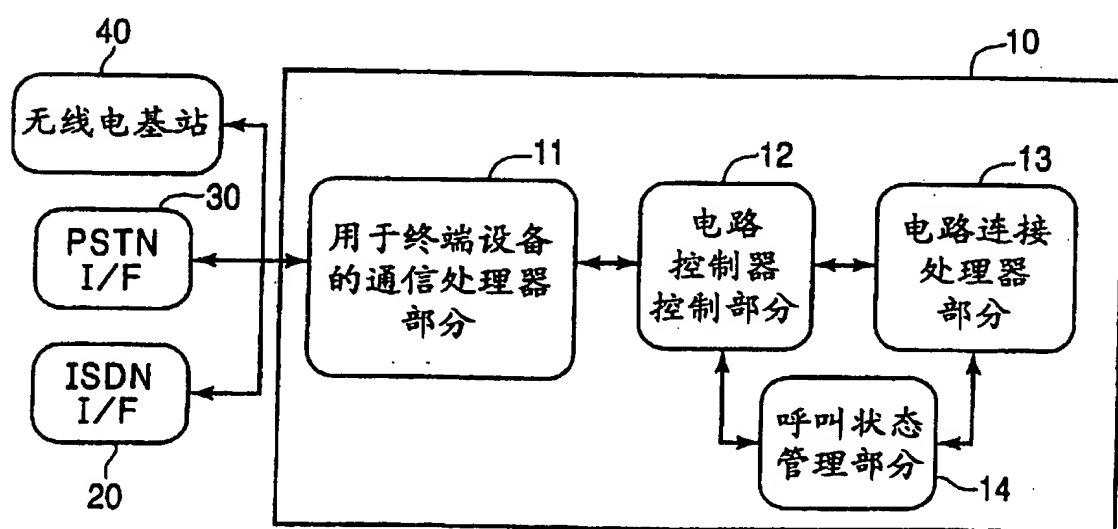 40
无线电基站
30
PSTN
I/F
ISDN
I/F
20
10
11
用于终端设备
的通信处理器
部分
12
电路
控制器
控制部分
13
电路连接
处理器
部分
呼叫状态
管理部分
14